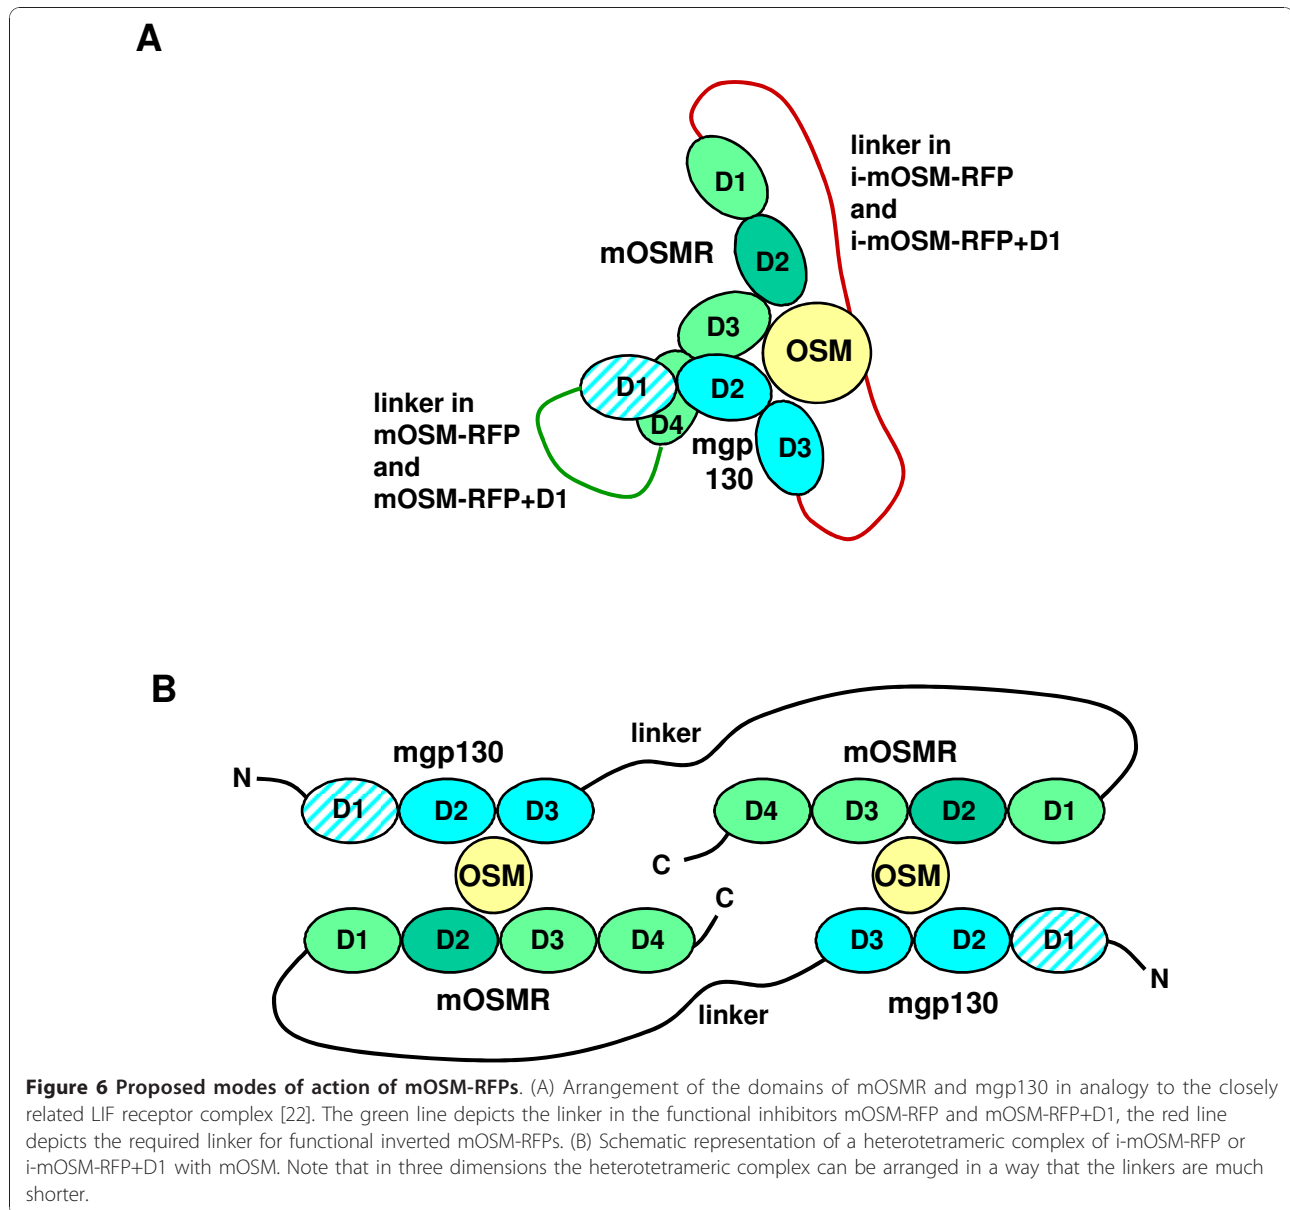 A
linker in
i-mOSM-RFP
and
i-mOSM-RFP+D1
D1
mOSMR
D2
D3
OSM
D1
D2
D4
linker in
mOSM-RFP
and
mOSM-RFP+D1
mgp
130
D3
B
linker
mgp130
mOSMR
N
D1
D2
D3
D4
D3
D2
D1
OSM
C
OSM
C
D1
D2
D3
D4
D3
D2
D1
N
mOSMR
linker
mgp130
Figure 6 Proposed modes of action of mOSM-RFPs. (A) Arrangement of the domains of mOSMR and mgp130 in analogy to the closely
related LIF receptor complex [22]. The green line depicts the linker in the functional inhibitors mOSM-RFP and mOSM-RFP+D1, the red line
depicts the required linker for functional inverted mOSM-RFPs. (B) Schematic representation of a heterotetrameric complex of i-mOSM-RFP or
i-mOSM-RFP+D1 with mOSM. Note that in three dimensions the heterotetrameric complex can be arranged in a way that the linkers are much
shorter.